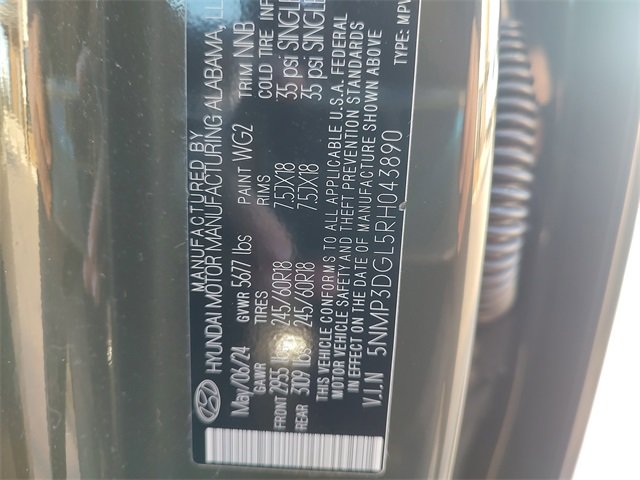 MANUFACTURED BY
HYUNDAI MOTOR MANUFACTURING ALABAMA, LL
May/06/24 GVWR 5677 lbs PAINT WG2 TRIM NNB
GAWR TIRES RIMS COLD TIRE INF
FRONT 2955 lbs 245/60R18 7.5JX18 35 psi SINGLE
REAR 3109 lbs 245/60R18 7.5JX18 35 psi SINGLE
THIS VEHICLE CONFORMS TO ALL APPLICABLE U.S.A. FEDERAL
MOTOR VEHICLE SAFETY AND THEFT PREVENTION STANDARDS
IN EFFECT ON THE DATE OF MANUFACTURE SHOWN ABOVE
V.I.N 5NMP3DGL5RH043890 TYPE: MPV